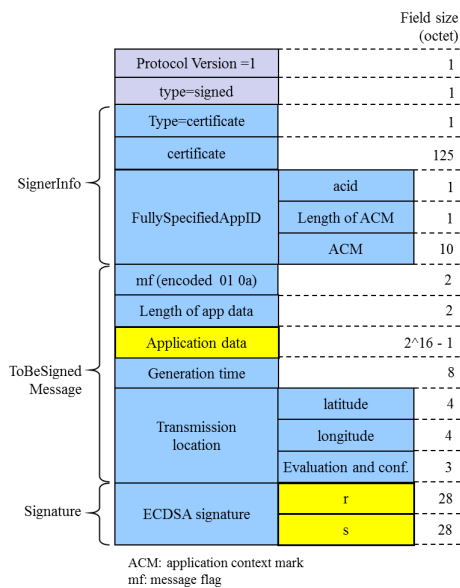 Field size
(octet)
Protocol Version =1 1
type=signed 1
SignerInfo
Type=certificate 1
certificate 125
FullySpecifiedAppID
acid 1
Length of ACM 1
ACM 10
ToBeSigned
Message
mf (encoded 01 0a) 2
Length of app data 2
Application data 2^16 - 1
Generation time 8
Transmission
location
latitude 4
longitude 4
Evaluation and conf. 3
Signature
ECDSA signature
r 28
s 28
ACM: application context mark
mf: message flag